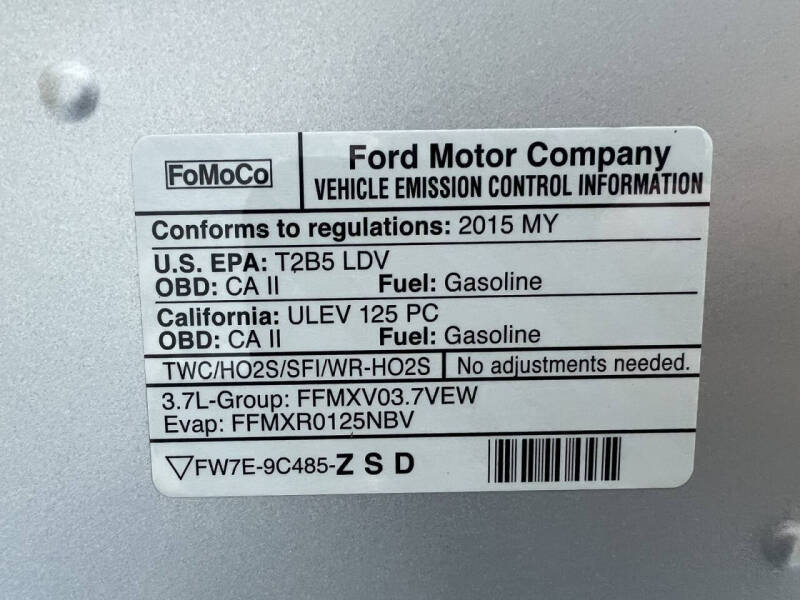 FoMoCo
Ford Motor Company
VEHICLE EMISSION CONTROL INFORMATION
Conforms to regulations: 2015 MY
U.S. EPA: T2B5 LDV
OBD: CA II Fuel: Gasoline
California: ULEV 125 PC
OBD: CA II Fuel: Gasoline
TWC/HO2S/SFI/WR-HO2S No adjustments needed.
3.7L-Group: FFMXV03.7VEW
Evap: FFMXR0125NBV
▽FW7E-9C485-Z S D